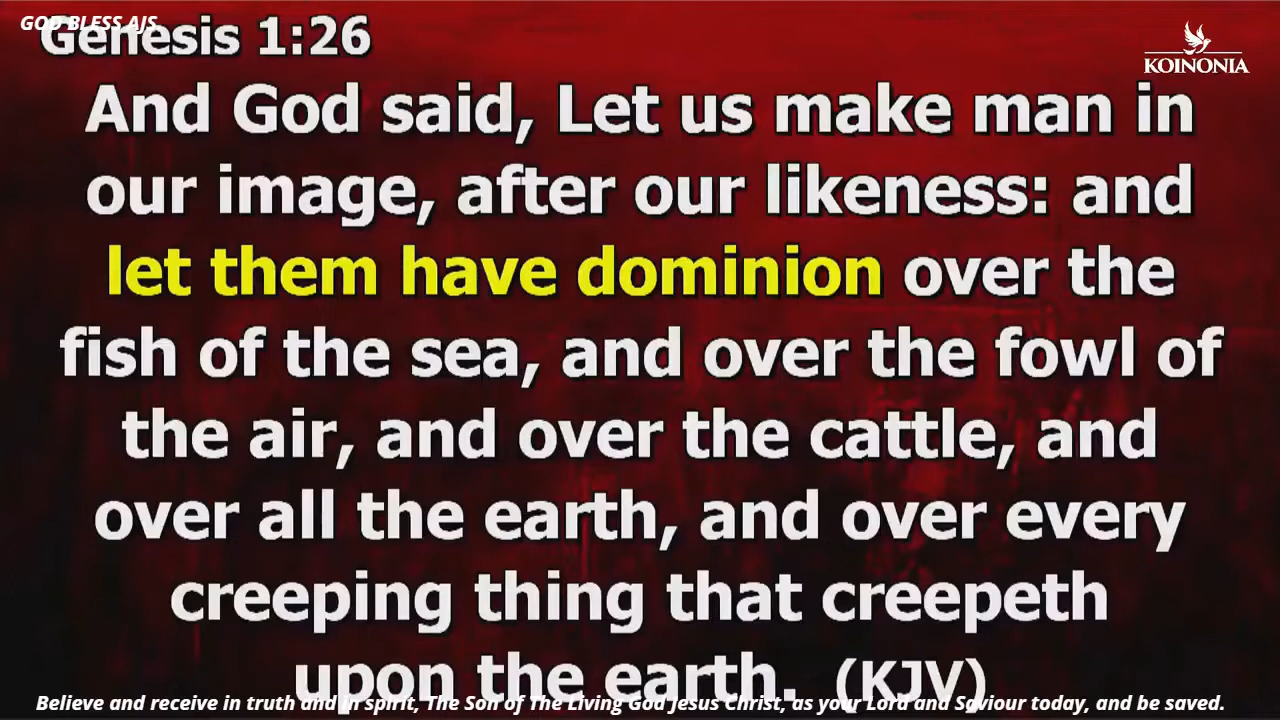 GOD BLESS AJS
Genesis 1:26
KOINONIA
And God said, Let us make man in
our image, after our likeness: and
let them have dominion over the
fish of the sea, and over the fowl of
the air, and over the cattle, and
over all the earth, and over every
creeping thing that creepeth
upon the earth. (KJV)
Believe and receive in truth and in spirit, The Son of The Living God Jesus Christ, as your Lord and Saviour today, and be saved.